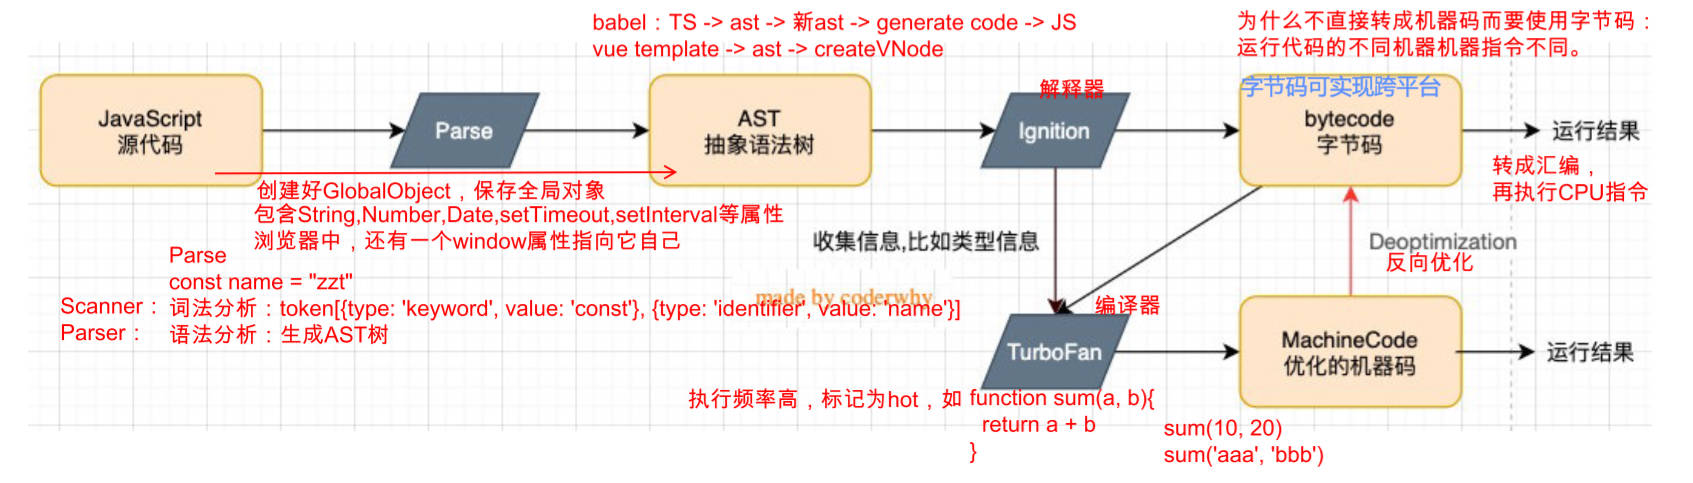 babel：TS -> ast -> 新ast -> generate code -> JS
vue template -> ast -> createVNode
为什么不直接转成机器码而要使用字节码：
运行代码的不同机器机器指令不同。
JavaScript
源代码
Parse
AST
抽象语法树
解释器
Ignition
字节码可实现跨平台
bytecode
字节码
运行结果
转成汇编，
再执行CPU指令
创建好GlobalObject，保存全局对象
包含String,Number,Date,setTimeout,setInterval等属性
浏览器中，还有一个window属性指向它自己
收集信息,比如类型信息
Deoptimization
反向优化
Parse
const name = "zzt"
made by coderwhy
Scanner： 词法分析：token[{type: 'keyword', value: 'const'}, {type: 'identifier', value: 'name'}]
Parser： 语法分析：生成AST树
编译器
TurboFan
MachineCode
优化的机器码
运行结果
执行频率高，标记为hot，如 function sum(a, b){
return a + b
}
sum(10, 20)
sum('aaa', 'bbb')